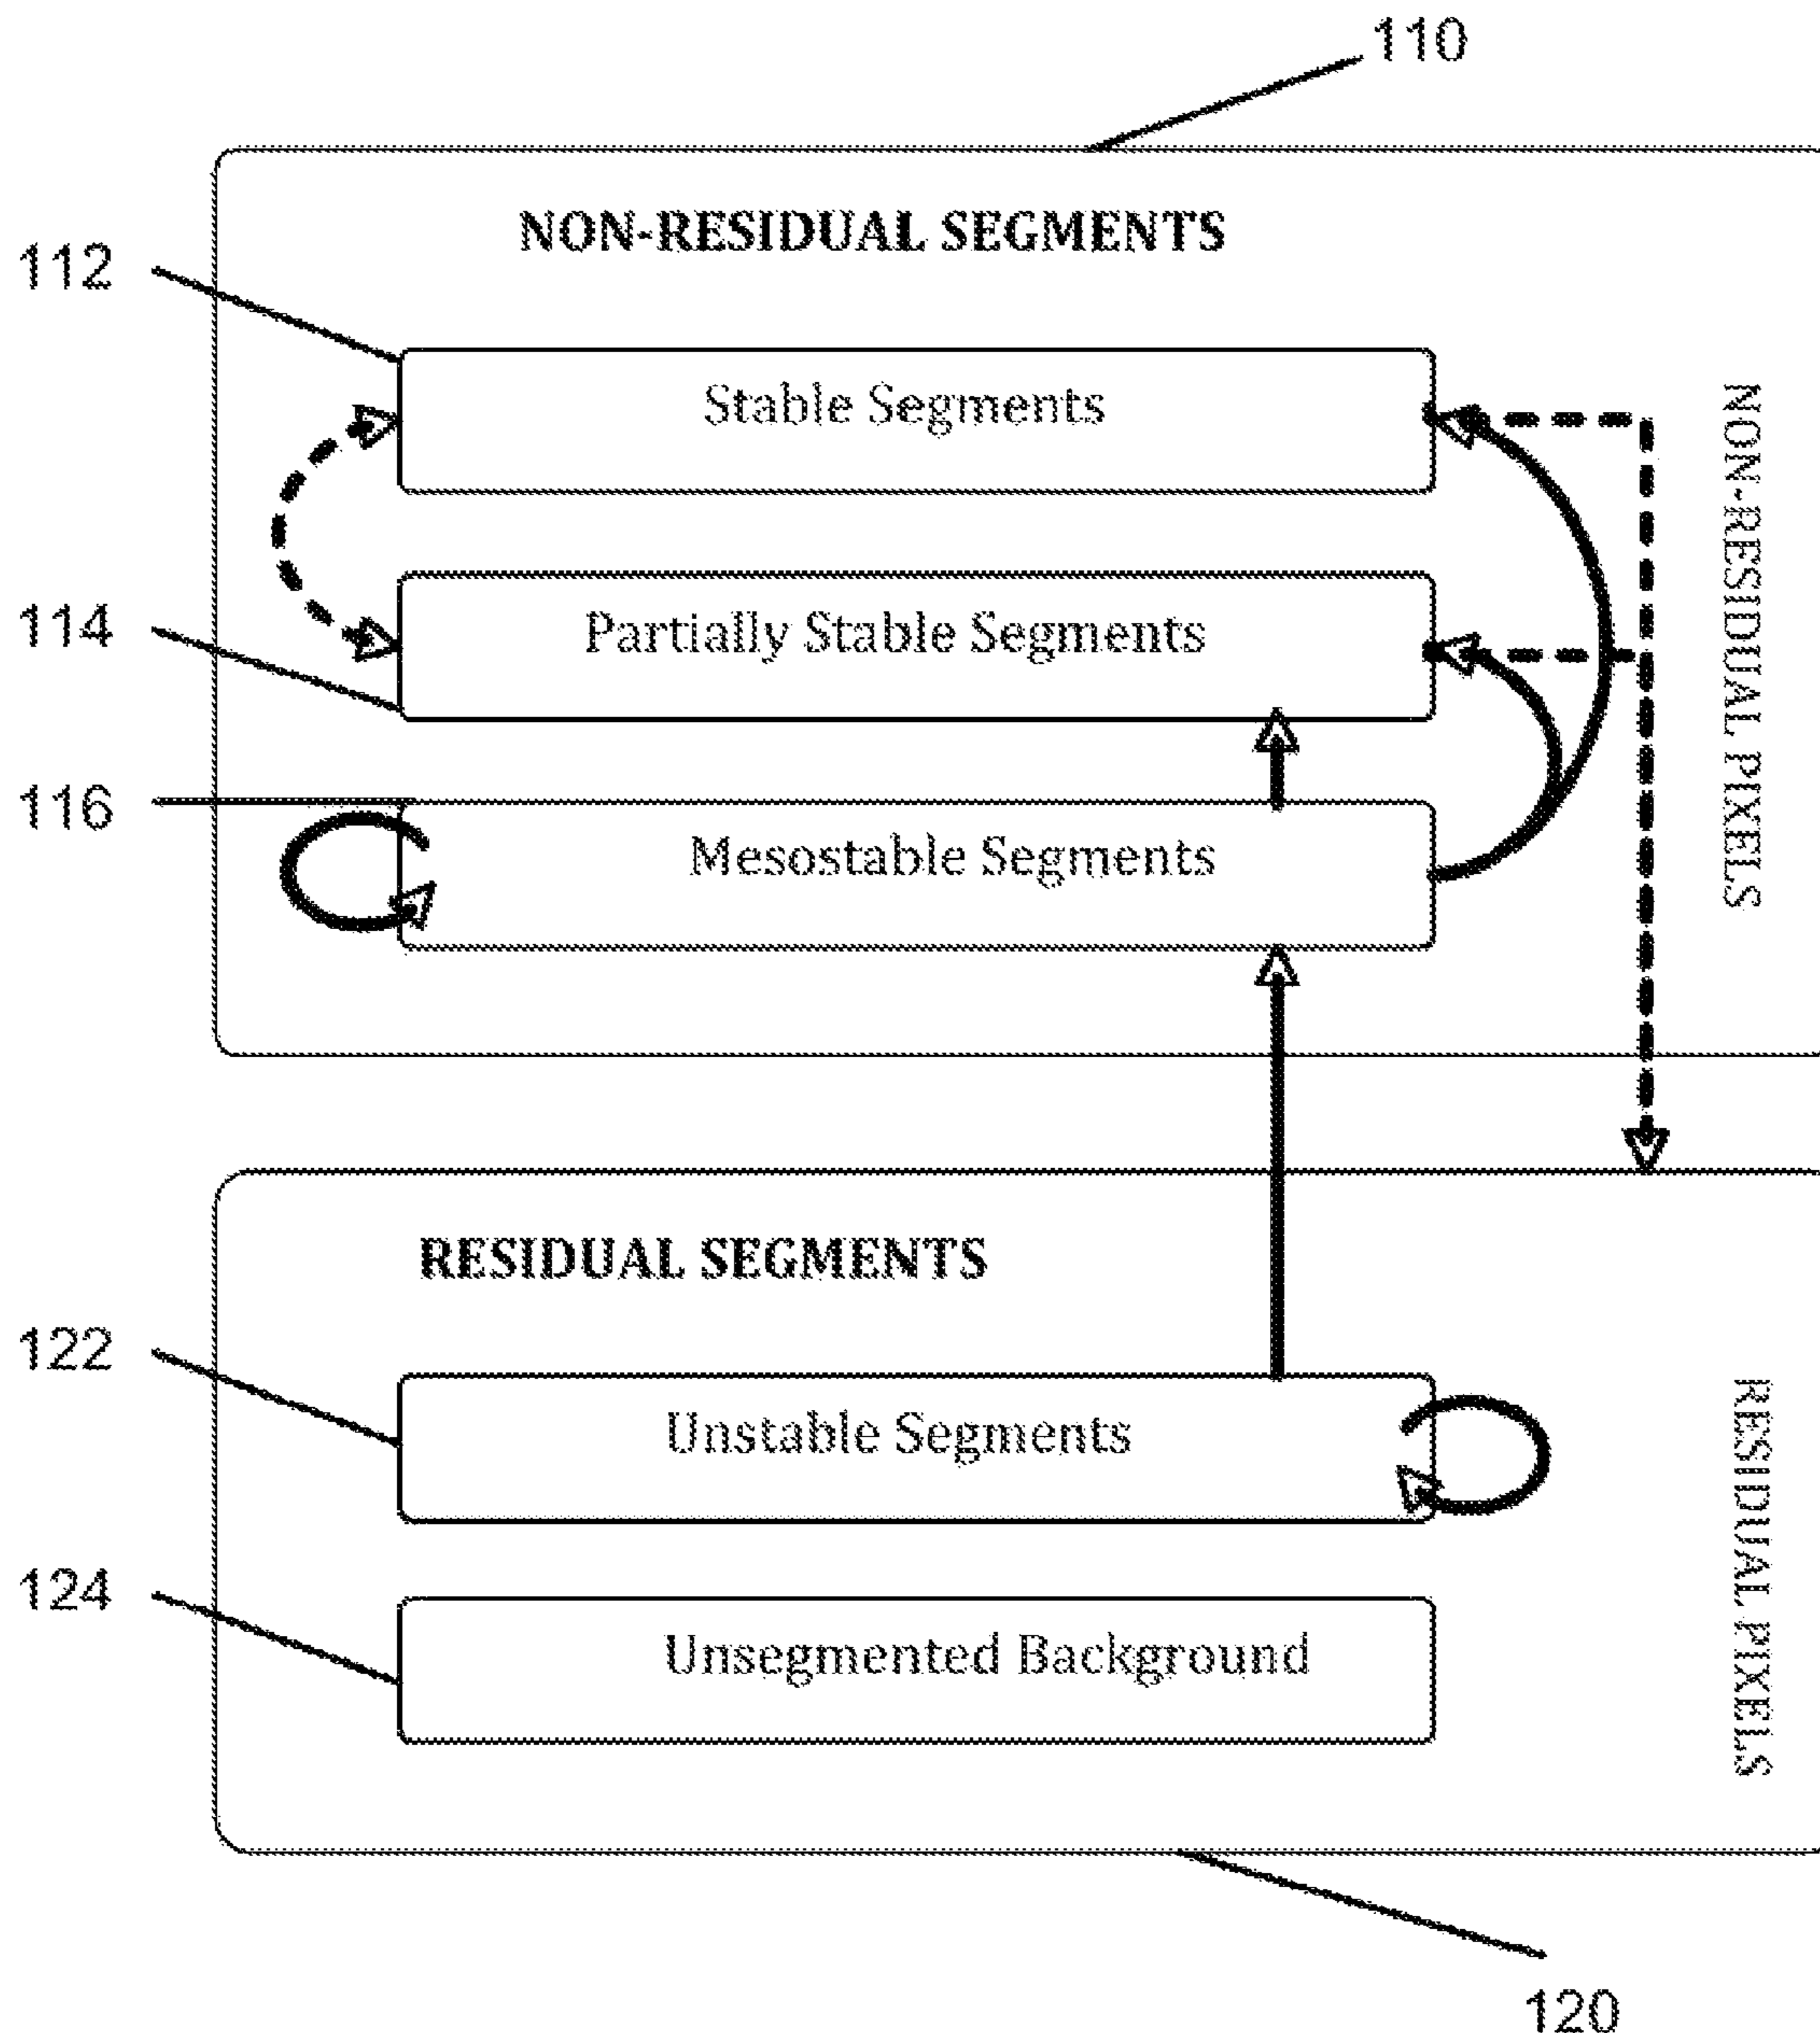 110
NON-RESIDUAL SEGMENTS
112
Stable Segments
NON-RESIDUAL PIXELS
114
Partially Stable Segments
116
Mesostable Segments
RESIDUAL SEGMENTS
122
Unstable Segments
RESIDUAL PIXELS
124
Unsegmented Background
120